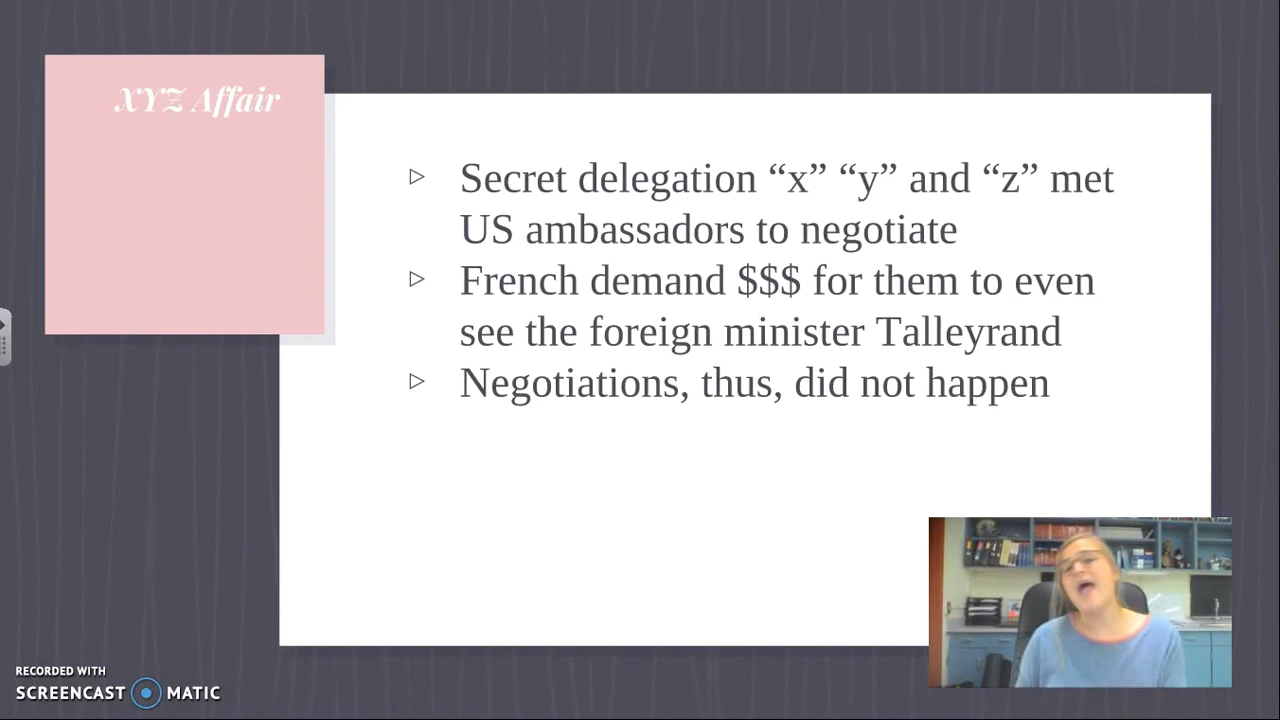 XYZ Affair
▷ Secret delegation “x” “y” and “z” met
US ambassadors to negotiate
▷ French demand $$$ for them to even
see the foreign minister Talleyrand
▷ Negotiations, thus, did not happen
RECORDED WITH
SCREENCAST MATIC